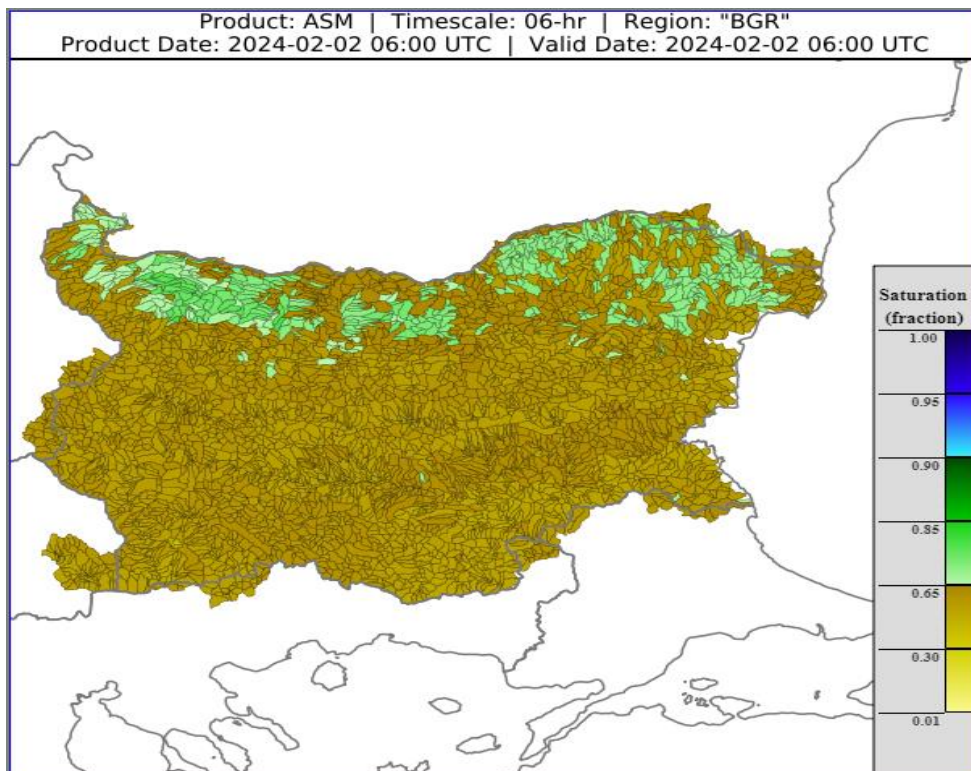 Product: ASM | Timescale: 06-hr | Region: "BGR"
Product Date: 2024-02-02 06:00 UTC | Valid Date: 2024-02-02 06:00 UTC
Saturation
(fraction)
1.00
0.95
0.90
0.85
0.65
0.30
0.01